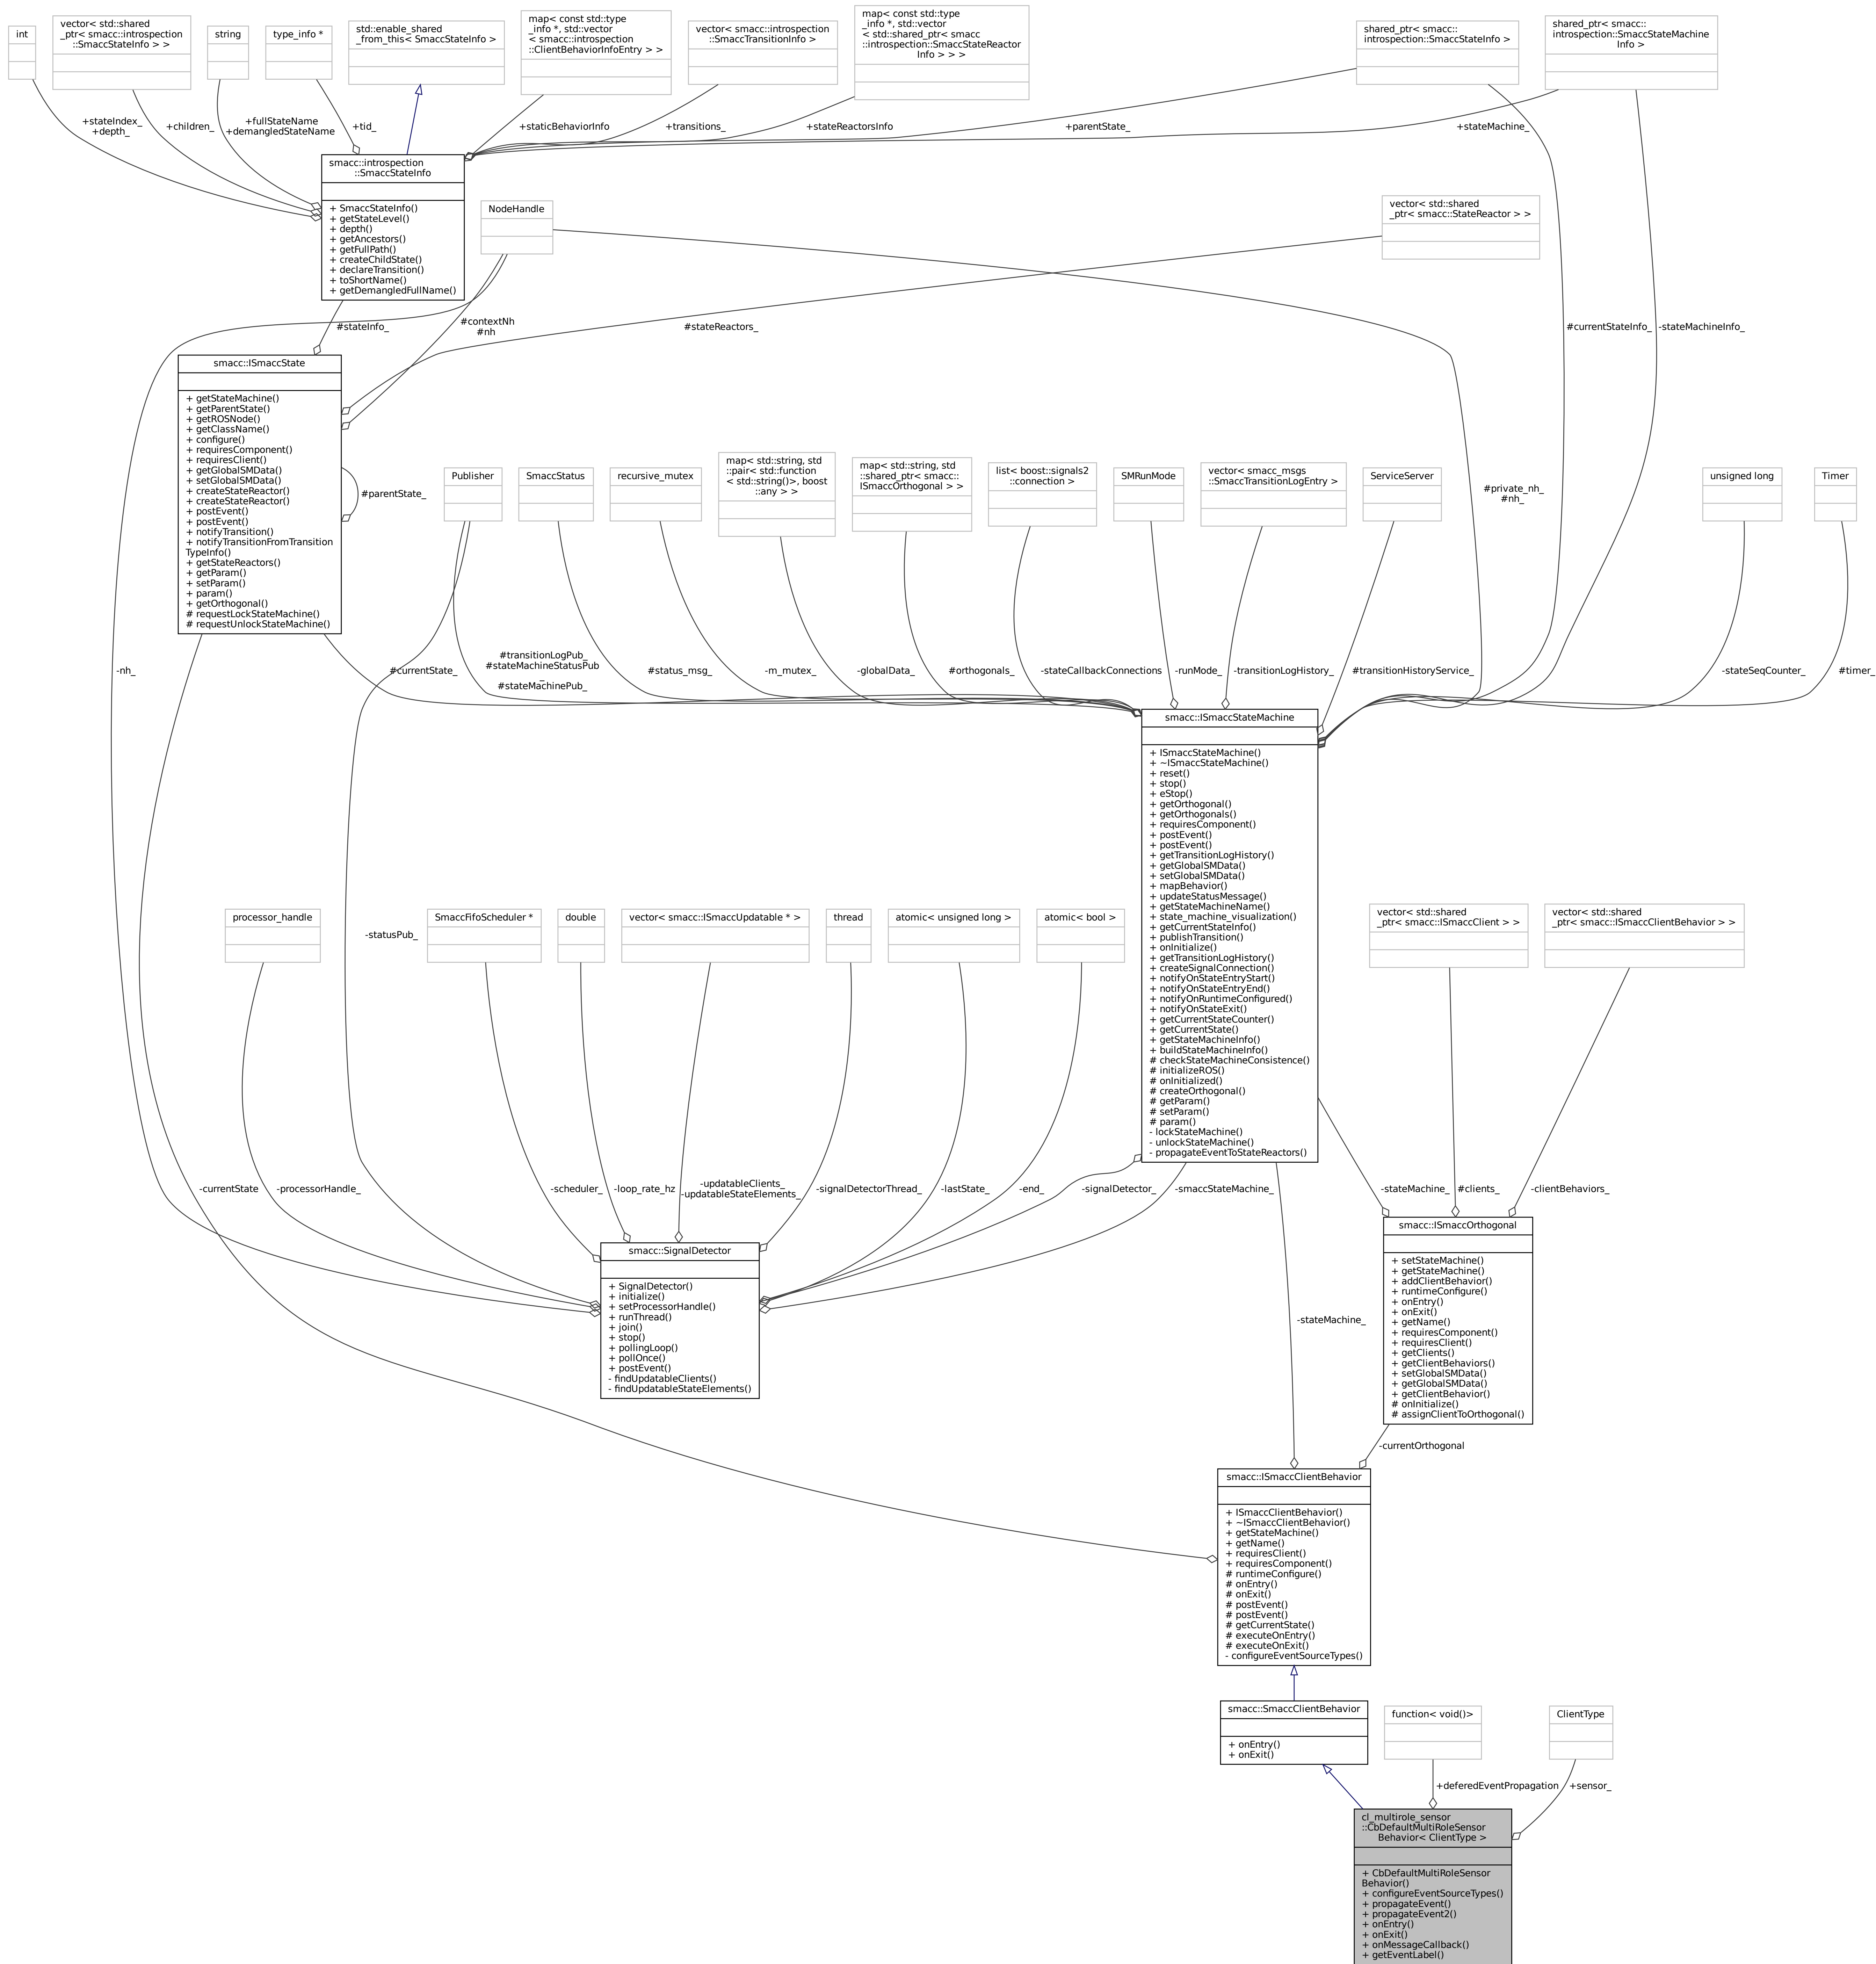 int
vector< std::shared
_ptr< smacc::introspection
::SmaccStateInfo > >
string
type_info *
std::enable_shared
_from_this< SmaccStateInfo >
map< const std::type
_info *, std::vector
< smacc::introspection
::ClientBehaviorInfoEntry > >
vector< smacc::introspection
::SmaccTransitionInfo >
map< const std::type
_info *, std::vector
< std::shared_ptr< smacc
::introspection::SmaccStateReactor
Info > > >
shared_ptr< smacc::
introspection::SmaccStateInfo >
shared_ptr< smacc::
introspection::SmaccStateMachine
Info >
+stateIndex_
+depth_
+children_
+fullStateName
+demangledStateName
+tid_
+staticBehaviorInfo
+transitions_
+stateReactorsInfo
+parentState_
+stateMachine_
smacc::introspection
::SmaccStateInfo
+ SmaccStateInfo()
+ getStateLevel()
+ depth()
+ getAncestors()
+ getFullPath()
+ createChildState()
+ declareTransition()
+ toShortName()
+ getDemangledFullName()
NodeHandle
vector< std::shared
_ptr< smacc::StateReactor > >
#stateInfo_
#contextNh
#nh
#stateReactors_
#currentStateInfo_
-stateMachineInfo_
smacc::ISmaccState
+ getStateMachine()
+ getParentState()
+ getROSNode()
+ getClassName()
+ configure()
+ requiresComponent()
+ requiresClient()
+ getGlobalSMData()
+ setGlobalSMData()
+ createStateReactor()
+ createStateReactor()
+ postEvent()
+ postEvent()
+ notifyTransition()
+ notifyTransitionFromTransition
TypeInfo()
+ getStateReactors()
+ getParam()
+ setParam()
+ param()
+ getOrthogonal()
# requestLockStateMachine()
# requestUnlockStateMachine()
#parentState_
Publisher
SmaccStatus
recursive_mutex
map< std::string, std
::pair< std::function
< std::string()>, boost
::any > >
map< std::string, std
::shared_ptr< smacc::
ISmaccOrthogonal > >
list< boost::signals2
::connection >
SMRunMode
vector< smacc_msgs
::SmaccTransitionLogEntry >
ServiceServer
#private_nh_
#nh_
unsigned long
Timer
-nh_
#currentState_
#transitionLogPub_
#stateMachineStatusPub
_
#stateMachinePub_
#status_msg_
-m_mutex_
-globalData_
#orthogonals_
-stateCallbackConnections
-runMode_
-transitionLogHistory_
#transitionHistoryService_
-stateSeqCounter_
#timer_
smacc::ISmaccStateMachine
+ ISmaccStateMachine()
+ ~ISmaccStateMachine()
+ reset()
+ stop()
+ eStop()
+ getOrthogonal()
+ getOrthogonals()
+ requiresComponent()
+ postEvent()
+ postEvent()
+ getTransitionLogHistory()
+ getGlobalSMData()
+ setGlobalSMData()
+ mapBehavior()
+ updateStatusMessage()
+ getStateMachineName()
+ state_machine_visualization()
+ getCurrentStateInfo()
+ publishTransition()
+ onInitialize()
+ getTransitionLogHistory()
+ createSignalConnection()
+ notifyOnStateEntryStart()
+ notifyOnStateEntryEnd()
+ notifyOnRuntimeConfigured()
+ notifyOnStateExit()
+ getCurrentStateCounter()
+ getCurrentState()
+ getStateMachineInfo()
+ buildStateMachineInfo()
# checkStateMachineConsistence()
# initializeROS()
# onInitialized()
# createOrthogonal()
# getParam()
# setParam()
# param()
- lockStateMachine()
- unlockStateMachine()
- propagateEventToStateReactors()
processor_handle
-statusPub_
SmaccFifoScheduler *
double
vector< smacc::ISmaccUpdatable * >
thread
atomic< unsigned long >
atomic< bool >
vector< std::shared
_ptr< smacc::ISmaccClient > >
vector< std::shared
_ptr< smacc::ISmaccClientBehavior > >
-currentState
-processorHandle_
-scheduler_
-loop_rate_hz
-updatableClients_
-updatableStateElements_
-signalDetectorThread_
-lastState_
-end_
-signalDetector_
-smaccStateMachine_
-stateMachine_
#clients_
-clientBehaviors_
smacc::SignalDetector
+ SignalDetector()
+ initialize()
+ setProcessorHandle()
+ runThread()
+ join()
+ stop()
+ pollingLoop()
+ pollOnce()
+ postEvent()
- findUpdatableClients()
- findUpdatableStateElements()
smacc::ISmaccOrthogonal
+ setStateMachine()
+ getStateMachine()
+ addClientBehavior()
+ runtimeConfigure()
+ onEntry()
+ onExit()
+ getName()
+ requiresComponent()
+ requiresClient()
+ getClients()
+ getClientBehaviors()
+ setGlobalSMData()
+ getGlobalSMData()
+ getClientBehavior()
# onInitialize()
# assignClientToOrthogonal()
-stateMachine_
-currentOrthogonal
smacc::ISmaccClientBehavior
+ ISmaccClientBehavior()
+ ~ISmaccClientBehavior()
+ getStateMachine()
+ getName()
+ requiresClient()
+ requiresComponent()
# runtimeConfigure()
# onEntry()
# onExit()
# postEvent()
# postEvent()
# getCurrentState()
# executeOnEntry()
# executeOnExit()
- configureEventSourceTypes()
smacc::SmaccClientBehavior
+ onEntry()
+ onExit()
function< void()>
ClientType
+deferedEventPropagation
+sensor_
cl_multirole_sensor
::CbDefaultMultiRoleSensor
Behavior< ClientType >
+ CbDefaultMultiRoleSensor
Behavior()
+ configureEventSourceTypes()
+ propagateEvent()
+ propagateEvent2()
+ onEntry()
+ onExit()
+ onMessageCallback()
+ getEventLabel()